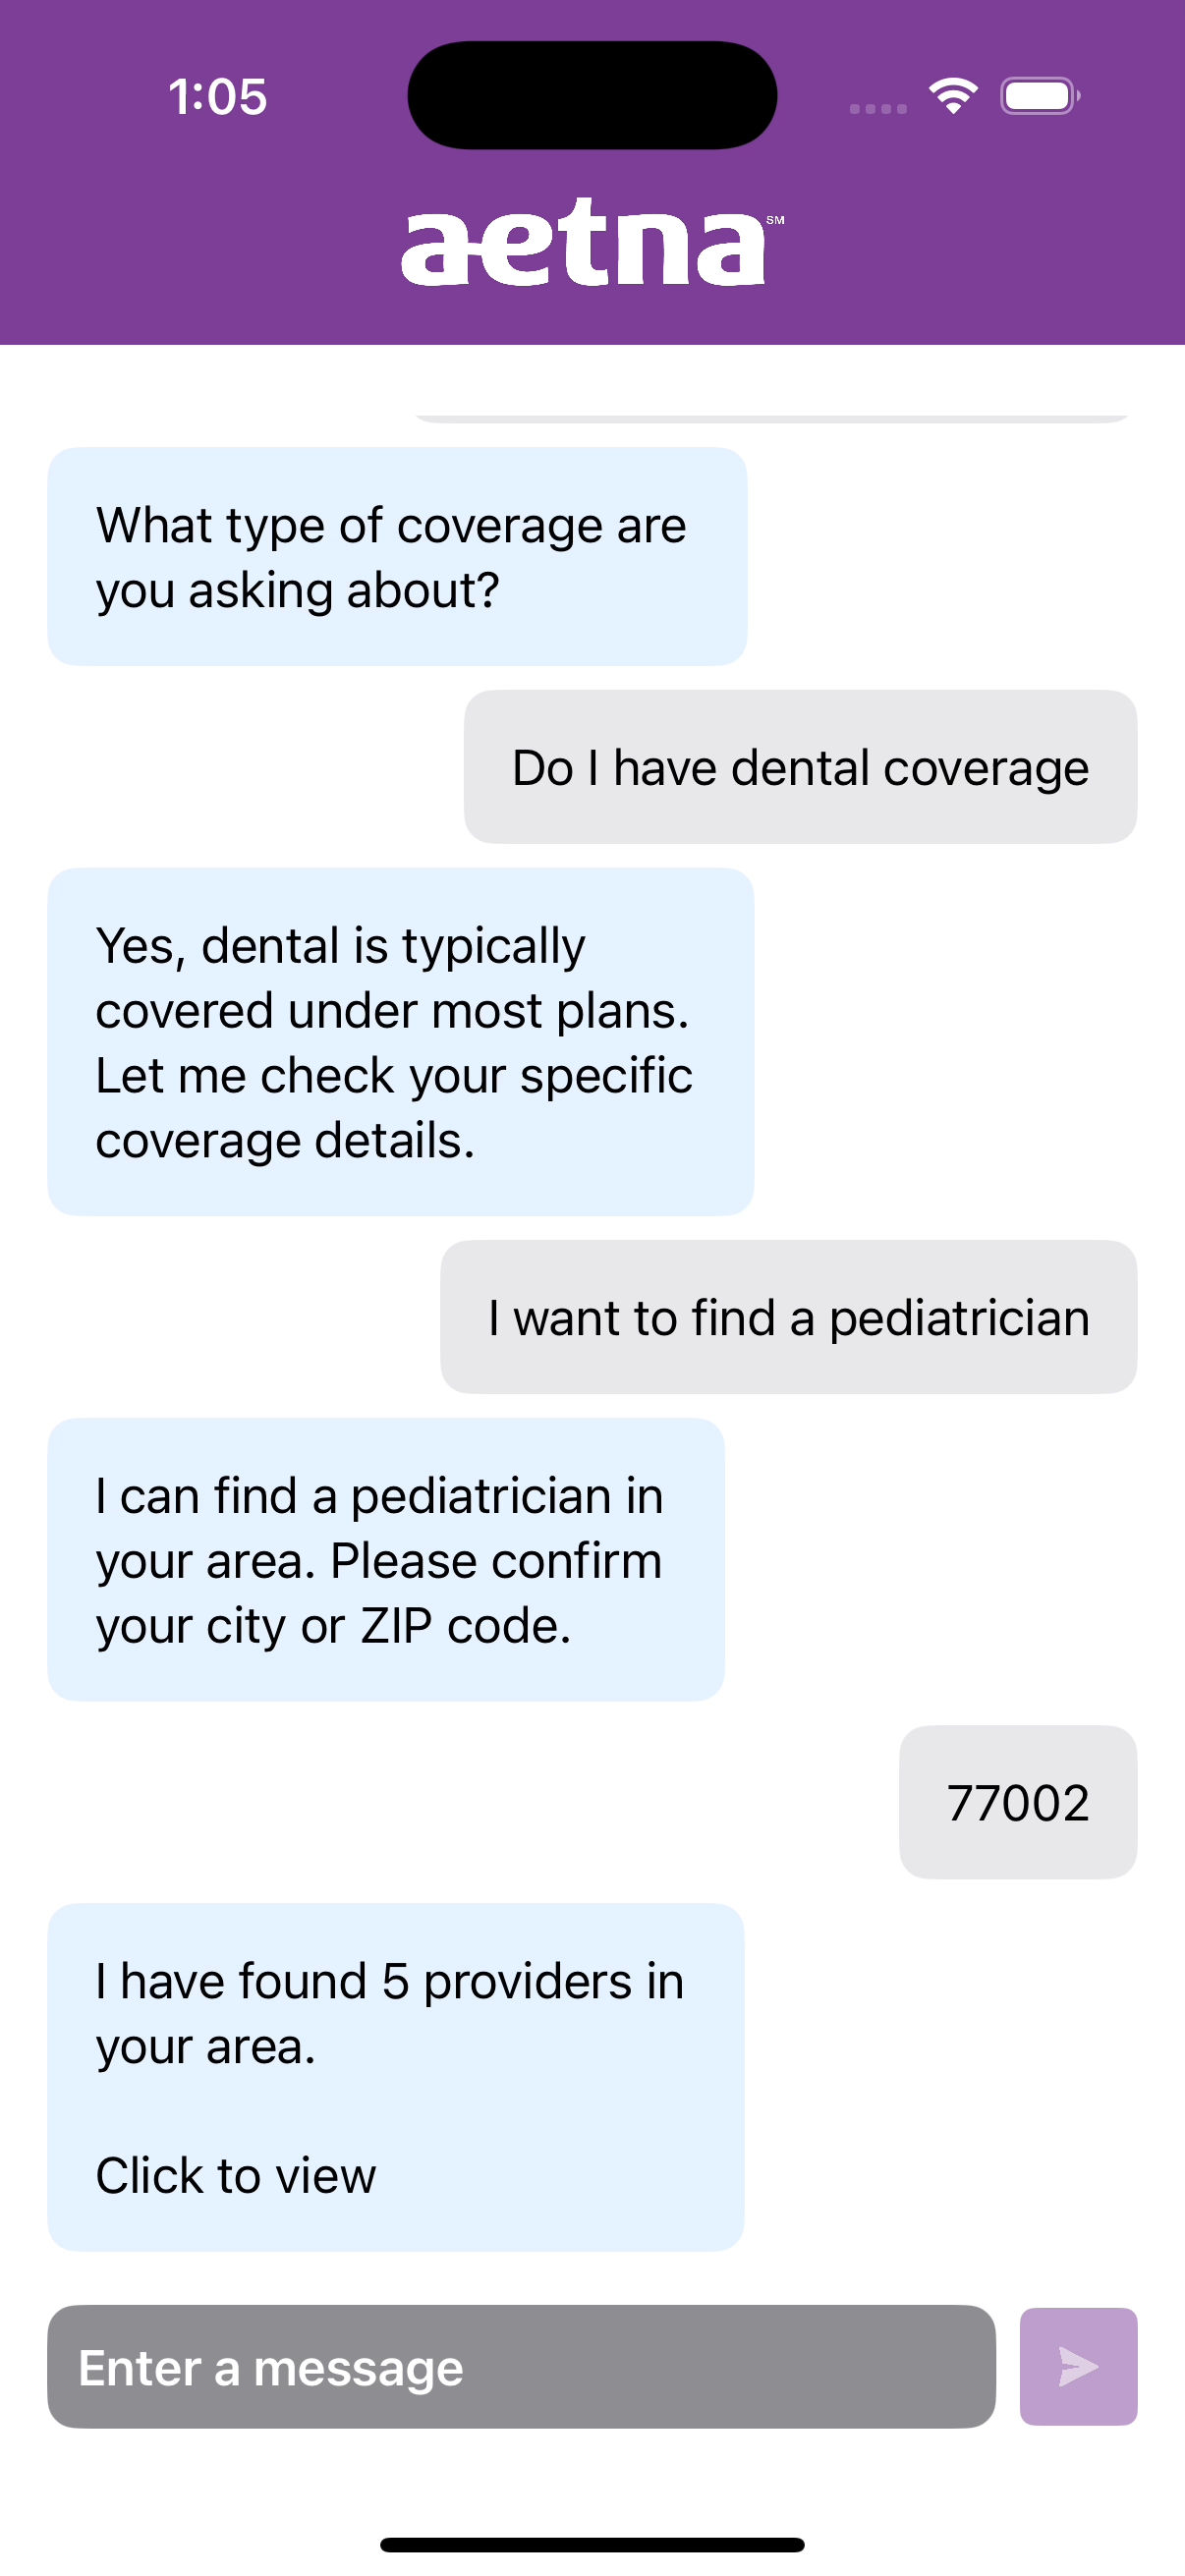 1:05
aetna℠
What type of coverage are
you asking about?
Do I have dental coverage
Yes, dental is typically
covered under most plans.
Let me check your specific
coverage details.
I want to find a pediatrician
I can find a pediatrician in
your area. Please confirm
your city or ZIP code.
77002
I have found 5 providers in
your area.
Click to view
Enter a message